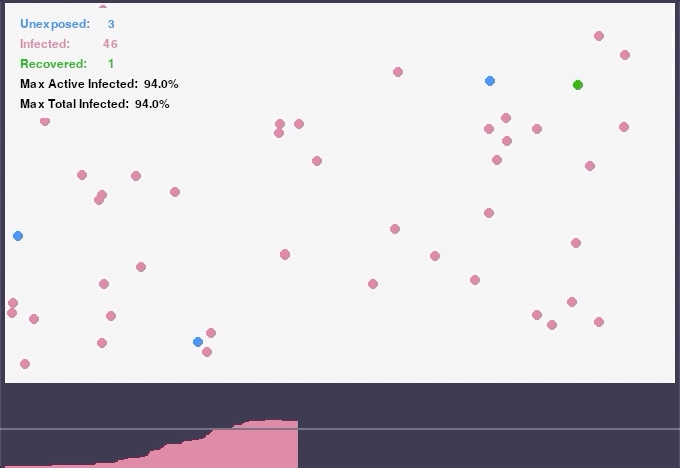 Unexposed: 3
Infected: 46
Recovered: 1
Max Active Infected: 94.0%
Max Total Infected: 94.0%